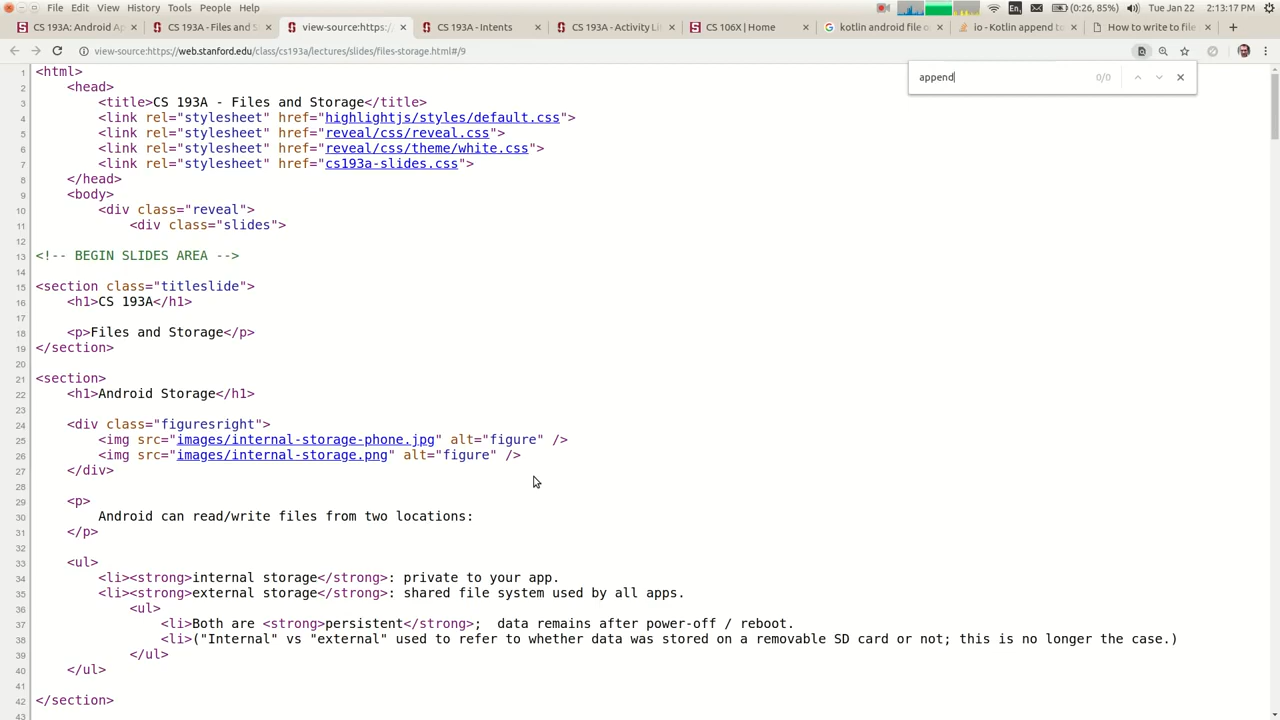 File Edit View History Tools People Help
En, (0:26, 85%) Tue Jan 22 2:13:17 PM
CS 193A: Android Ap CS 193A - Files and S view-source:https:/ CS 193A - Intents CS 193A - Activity Li CS 106X | Home kotlin android file o io - Kotlin append to How to write to file
view-source:https://web.stanford.edu/class/cs193a/lectures/slides/files-storage.html#/9
append 0/0
1 <html>
2 <head>
3 <title>CS 193A - Files and Storage</title>
4 <link rel="stylesheet" href="highlightjs/styles/default.css">
5 <link rel="stylesheet" href="reveal/css/reveal.css">
6 <link rel="stylesheet" href="reveal/css/theme/white.css">
7 <link rel="stylesheet" href="cs193a-slides.css">
8 </head>
9 <body>
10 <div class="reveal">
11 <div class="slides">
12
13 <!-- BEGIN SLIDES AREA -->
14
15 <section class="titleslide">
16 <h1>CS 193A</h1>
17
18 <p>Files and Storage</p>
19 </section>
20
21 <section>
22 <h1>Android Storage</h1>
23
24 <div class="figuresright">
25 <img src="images/internal-storage-phone.jpg" alt="figure" />
26 <img src="images/internal-storage.png" alt="figure" />
27 </div>
28
29 <p>
30 Android can read/write files from two locations:
31 </p>
32
33 <ul>
34 <li><strong>internal storage</strong>: private to your app.
35 <li><strong>external storage</strong>: shared file system used by all apps.
36 <ul>
37 <li>Both are <strong>persistent</strong>;  data remains after power-off / reboot.
38 <li>("Internal" vs "external" used to refer to whether data was stored on a removable SD card or not; this is no longer the case.)
39 </ul>
40 </ul>
41
42 </section>
43